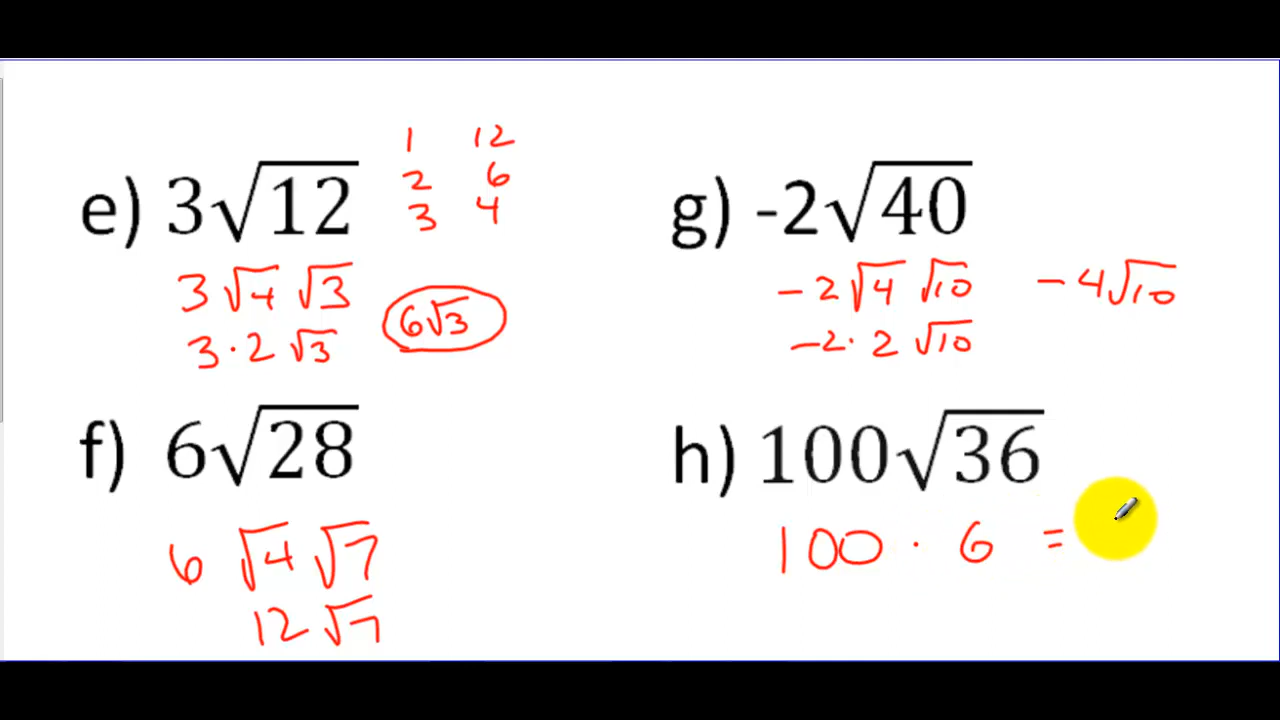 e) 3√12
1 12
2 6
3 4
3 √4 √3
3 · 2 √3
6√3
f) 6√28
6 √4 √7
12 √7
g) -2√40
-2 √4 √10
-2 · 2 √10
-4√10
h) 100√36
100 · 6 =